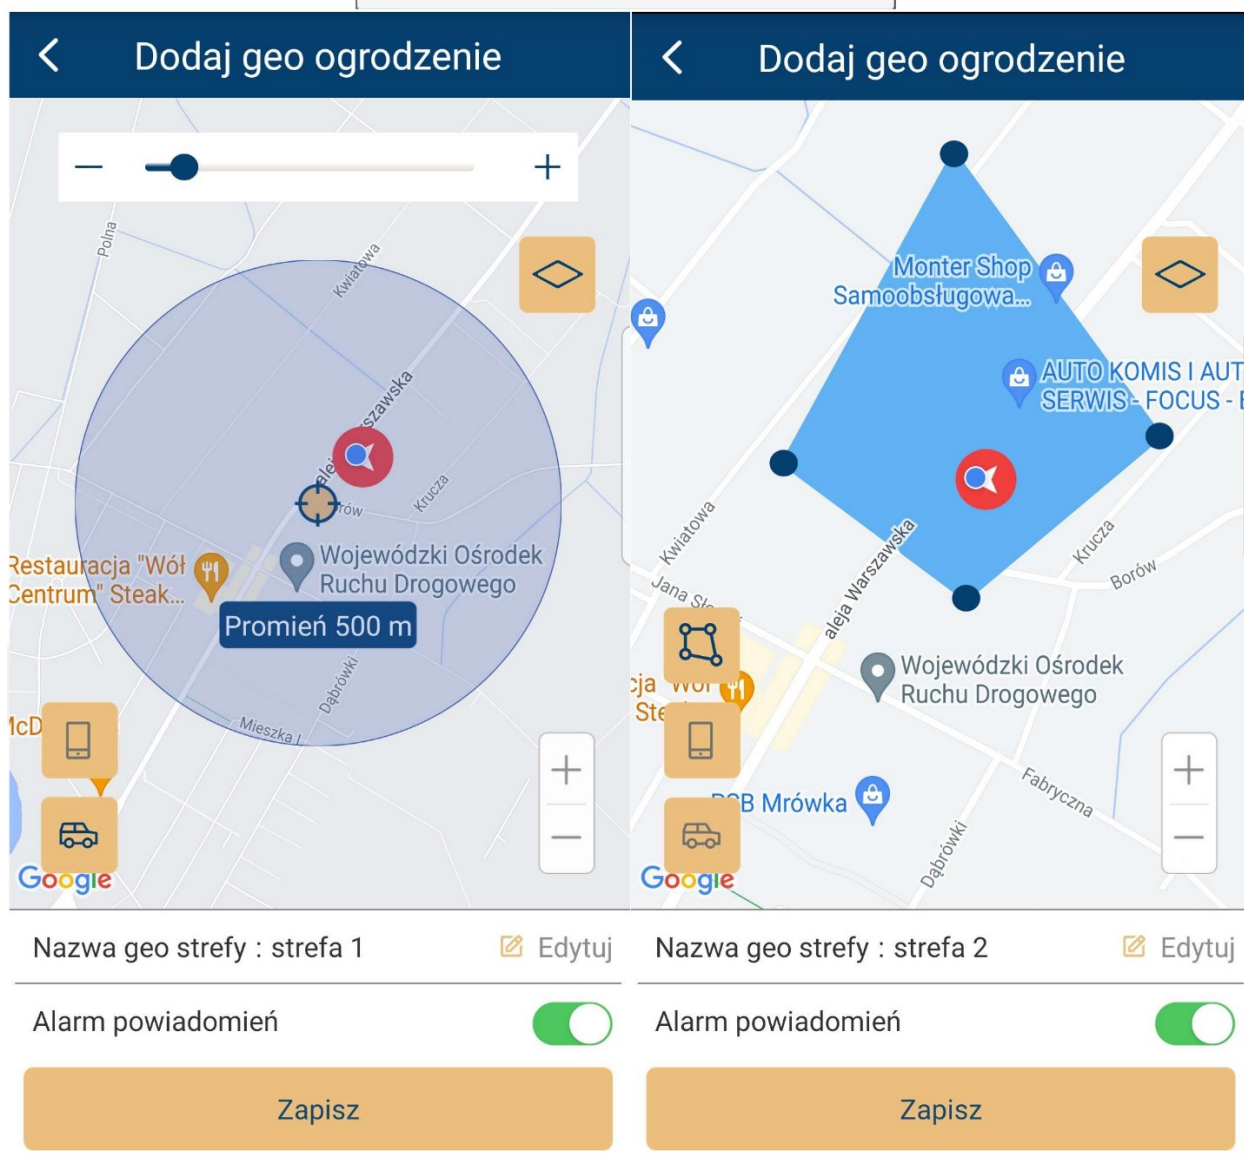 Dodaj geo ogrodzenie
Polna
Kwiatowa
aleja Warszawska
Krucza
Restauracja "Wół
Centrum" Steak...
Wojewódzki Ośrodek
Ruchu Drogowego
Promień 500 m
Dąbrówki
Mieszka I
Google
Nazwa geo strefy : strefa 1
Edytuj
Alarm powiadomień
Zapisz
Dodaj geo ogrodzenie
Monter Shop
Samoobsługowa...
AUTO KOMIS I AUT
SERWIS - FOCUS - E
Kwiatowa
aleja Warszawska
Krucza
Borów
Wojewódzki Ośrodek
Ruchu Drogowego
Fabryczna
Mrówka
Dąbrówki
Google
Nazwa geo strefy : strefa 2
Edytuj
Alarm powiadomień
Zapisz